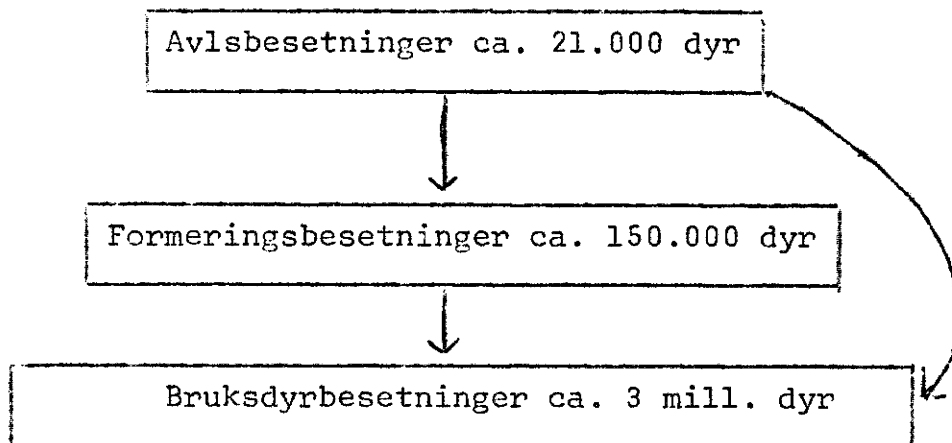 Avlsbesetninger ca. 21.000 dyr
Formeringsbesetninger ca. 150.000 dyr
Bruksdyrbesetninger ca. 3 mill. dyr